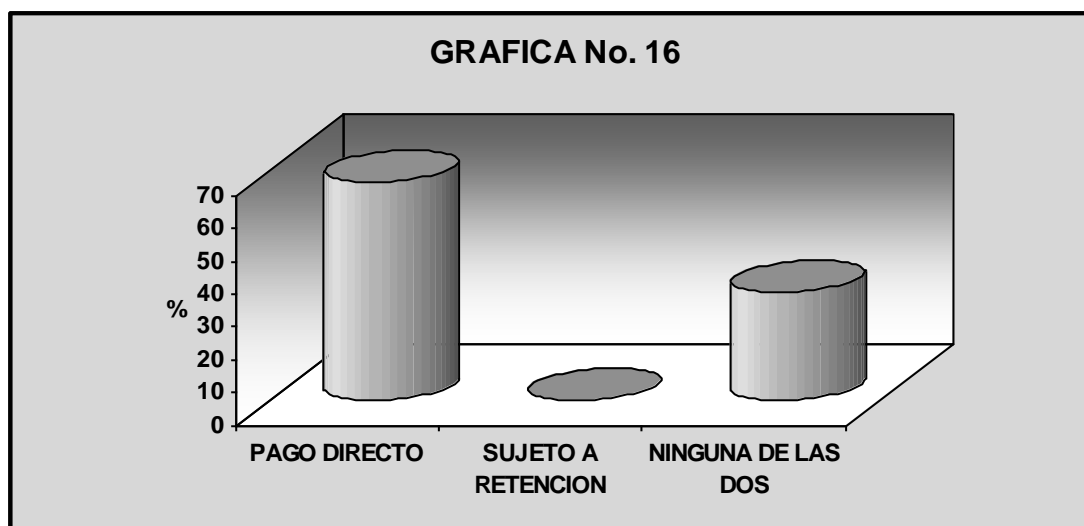 GRAFICA No. 16
70
60
50
40
30
20
10
0
%
PAGO DIRECTO
SUJETO A
RETENCION
NINGUNA DE LAS
DOS